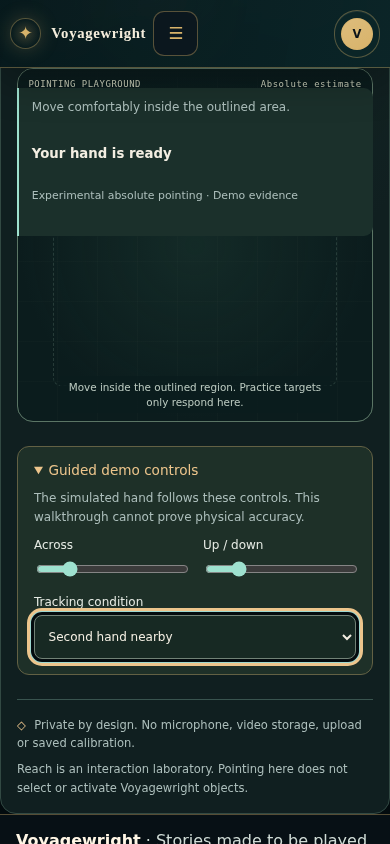 Voyagewright
V
POINTING PLAYGROUND
Absolute estimate
Move comfortably inside the outlined area.
Your hand is ready
Experimental absolute pointing · Demo evidence
Move inside the outlined region. Practice targets
only respond here.
Guided demo controls
The simulated hand follows these controls. This
walkthrough cannot prove physical accuracy.
Across
Up / down
Tracking condition
Second hand nearby
Private by design. No microphone, video storage, upload
or saved calibration.
Reach is an interaction laboratory. Pointing here does not
select or activate Voyagewright objects.
Voyagewright · Stories made to be played